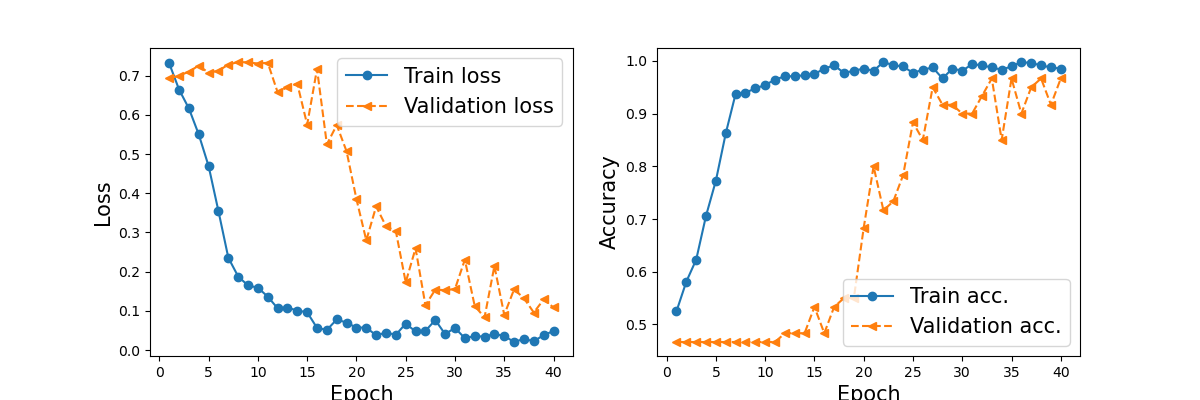 Loss
0.7
0.6
0.5
0.4
0.3
0.2
0.1
0.0
Train loss
Validation loss
0 5 10 15 20 25 30 35 40
Epoch
Accuracy
1.0
0.9
0.8
0.7
0.6
0.5
Train acc.
Validation acc.
0 5 10 15 20 25 30 35 40
Epoch